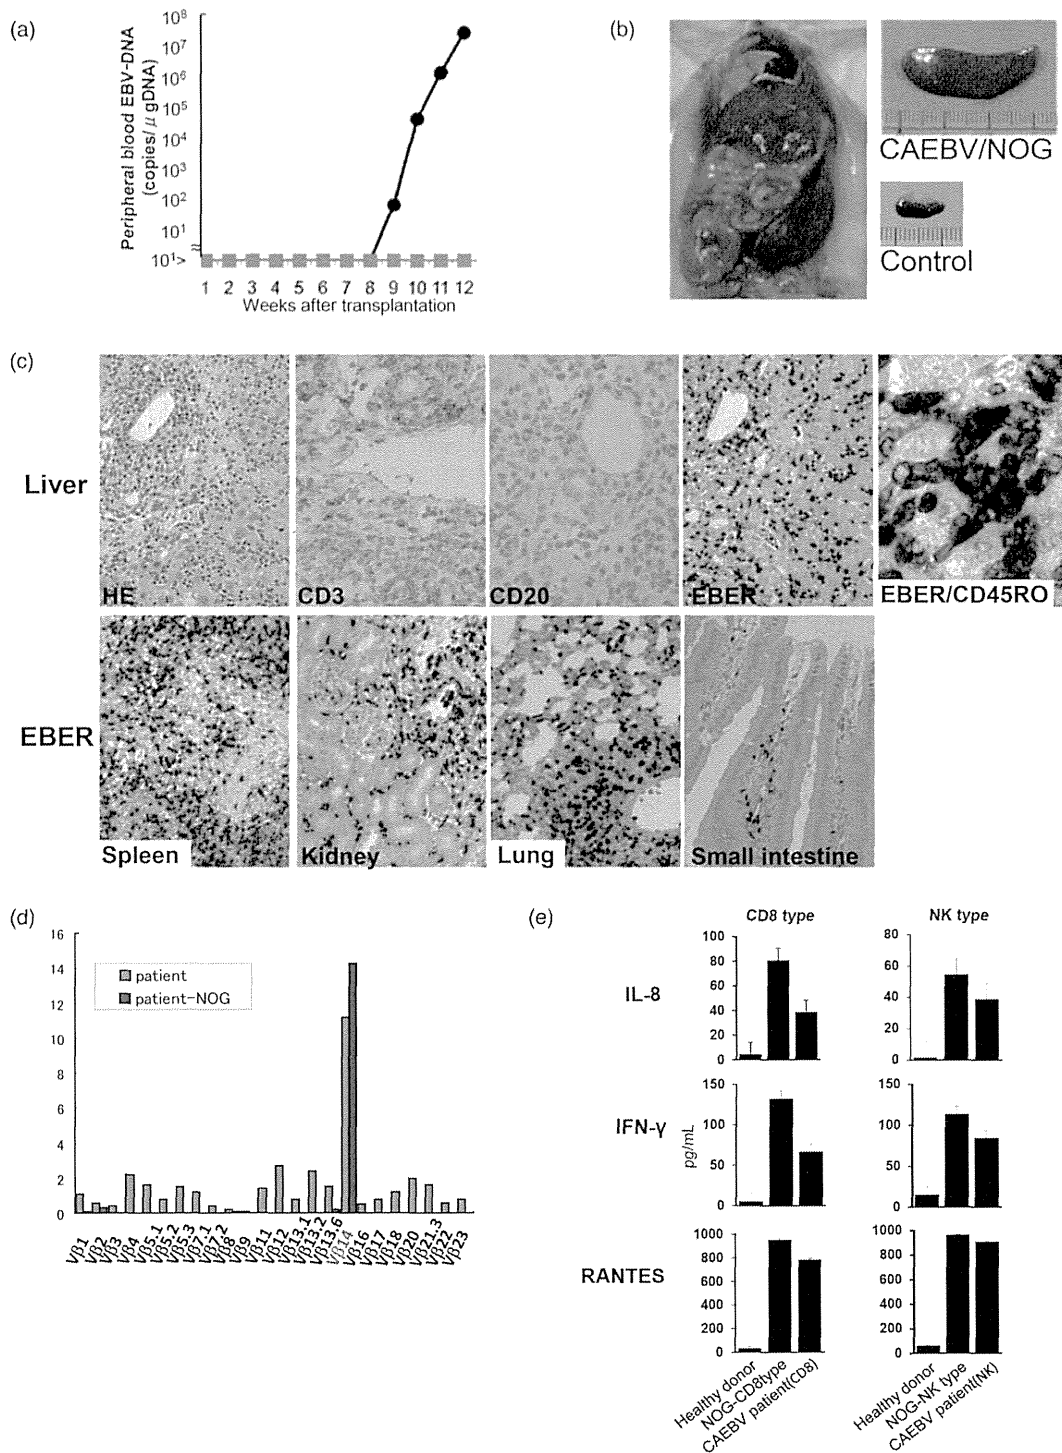 (a)
Peripheral blood EBV-DNA
(copies/ μ gDNA)
10⁸
10⁷
10⁶
10⁵
10⁴
10³
10²
10¹
10¹>
1 2 3 4 5 6 7 8 9 10 11 12
Weeks after transplantation
(b)
CAEBV/NOG
Control
(c)
Liver
HE
CD3
CD20
EBER
EBER/CD45RO
EBER
Spleen
Kidney
Lung
Small intestine
(d)
16
14
12
10
8
6
4
2
0
patient
patient-NOG
Vβ1
Vβ2
Vβ3
Vβ4
Vβ5.1
Vβ5.2
Vβ5.3
Vβ7.1
Vβ7.2
Vβ8
Vβ9
Vβ11
Vβ12
Vβ13.1
Vβ13.2
Vβ13.6
Vβ14
Vβ16
Vβ17
Vβ18
Vβ20
Vβ21.3
Vβ22
Vβ23
(e)
CD8 type
NK type
IL-8
100
80
60
40
20
0
80
60
40
20
0
IFN-γ
pg/mL
150
100
50
0
150
100
50
0
RANTES
1000
800
600
400
200
0
1000
800
600
400
200
0
Healthy donor
NOG-CD8type
CAEBV patient(CD8)
Healthy donor
NOG-NK type
CAEBV patient(NK)